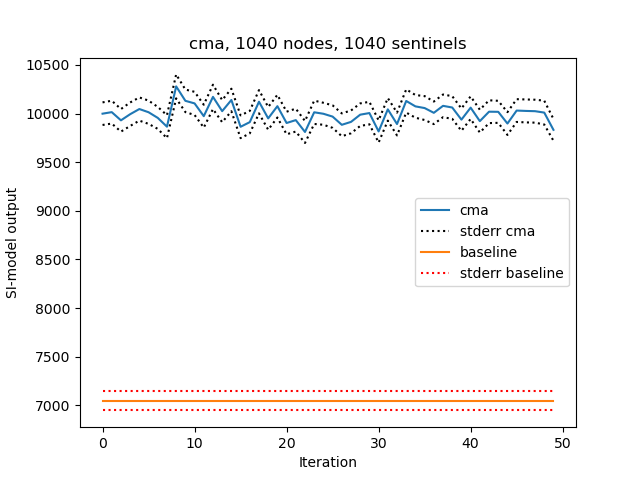 cma, 1040 nodes, 1040 sentinels
10500
10000
9500
9000
8500
8000
7500
7000
SI-model output
cma
stderr cma
baseline
stderr baseline
0
10
20
30
40
50
Iteration